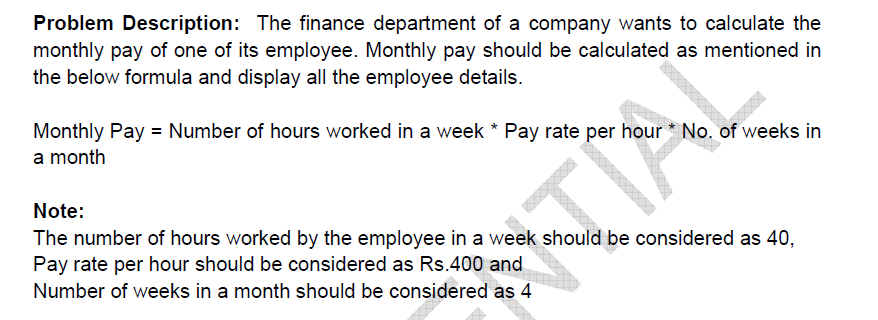 Problem Description: The finance department of a company wants to calculate the
monthly pay of one of its employee. Monthly pay should be calculated as mentioned in
the below formula and display all the employee details.
Monthly Pay = Number of hours worked in a week * Pay rate per hour * No. of weeks in
a month
Note:
The number of hours worked by the employee in a week should be considered as 40,
Pay rate per hour should be considered as Rs.400 and
Number of weeks in a month should be considered as 4
ENTIAL